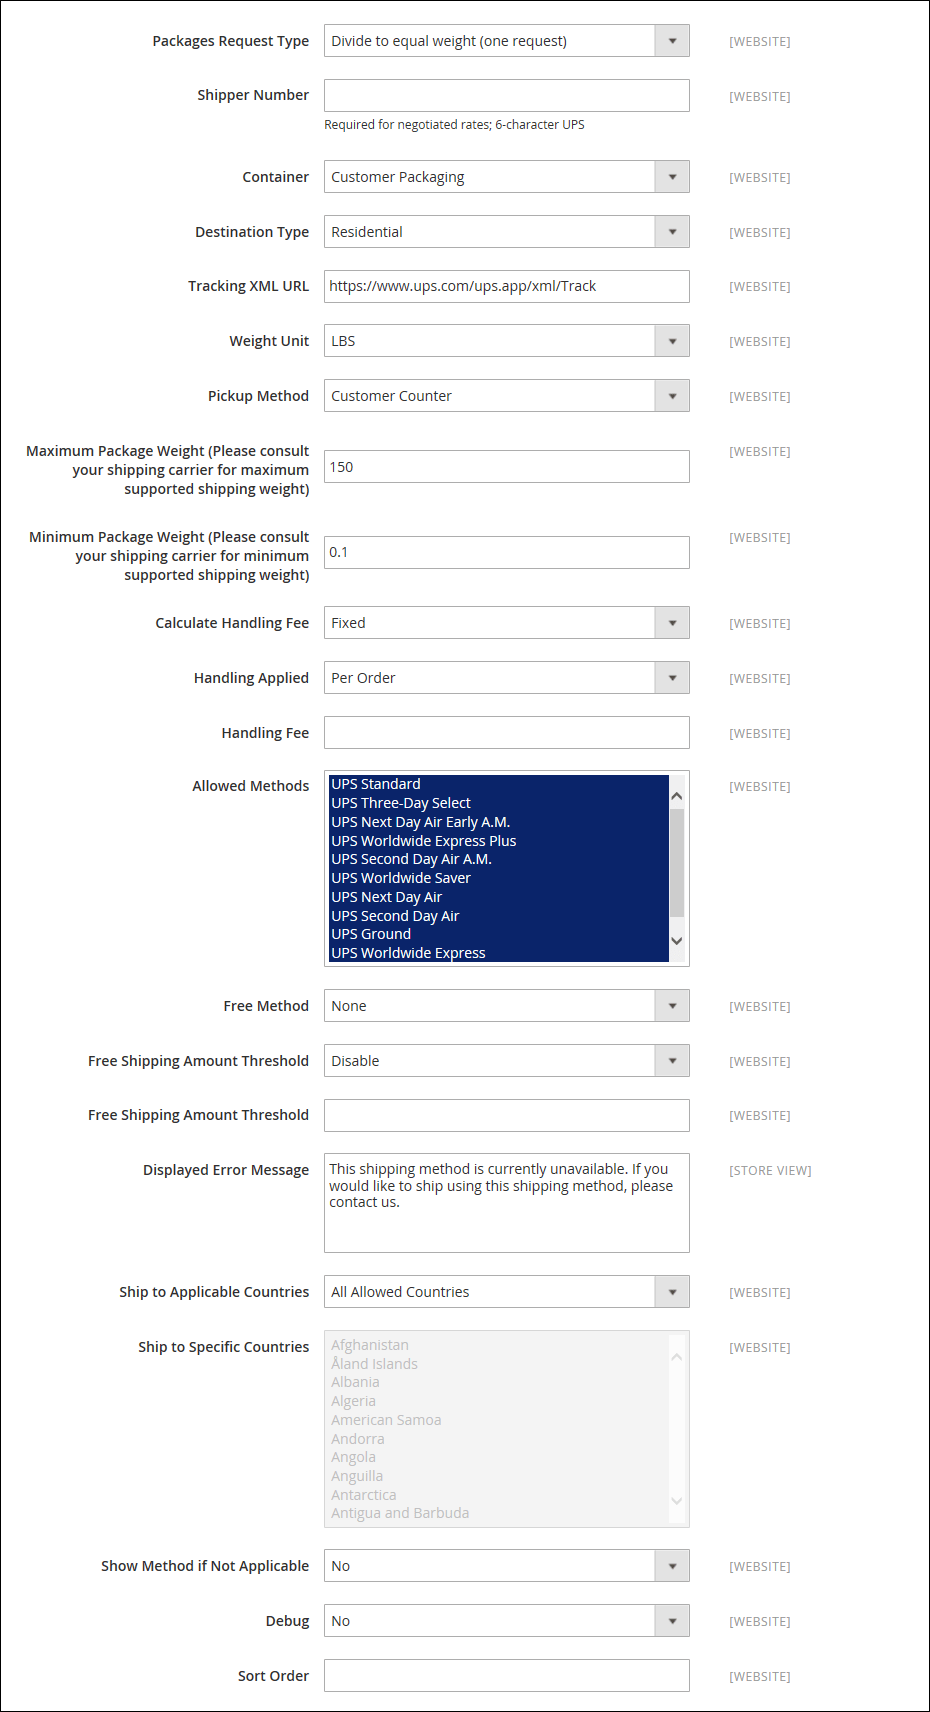 Packages Request Type Divide to equal weight (one request) [WEBSITE]
Shipper Number [WEBSITE]
Required for negotiated rates; 6-character UPS
Container Customer Packaging [WEBSITE]
Destination Type Residential [WEBSITE]
Tracking XML URL https://www.ups.com/ups.app/xml/Track [WEBSITE]
Weight Unit LBS [WEBSITE]
Pickup Method Customer Counter [WEBSITE]
Maximum Package Weight (Please consult [WEBSITE]
your shipping carrier for maximum 150
supported shipping weight)
Minimum Package Weight (Please consult [WEBSITE]
your shipping carrier for minimum 0.1
supported shipping weight)
Calculate Handling Fee Fixed [WEBSITE]
Handling Applied Per Order [WEBSITE]
Handling Fee [WEBSITE]
Allowed Methods UPS Standard [WEBSITE]
UPS Three-Day Select
UPS Next Day Air Early A.M.
UPS Worldwide Express Plus
UPS Second Day Air A.M.
UPS Worldwide Saver
UPS Next Day Air
UPS Second Day Air
UPS Ground
UPS Worldwide Express
Free Method None [WEBSITE]
Free Shipping Amount Threshold Disable [WEBSITE]
Free Shipping Amount Threshold [WEBSITE]
Displayed Error Message This shipping method is currently unavailable. If you [STORE VIEW]
would like to ship using this shipping method, please
contact us.
Ship to Applicable Countries All Allowed Countries [WEBSITE]
Ship to Specific Countries Afghanistan [WEBSITE]
Åland Islands
Albania
Algeria
American Samoa
Andorra
Angola
Anguilla
Antarctica
Antigua and Barbuda
Show Method if Not Applicable No [WEBSITE]
Debug No [WEBSITE]
Sort Order [WEBSITE]